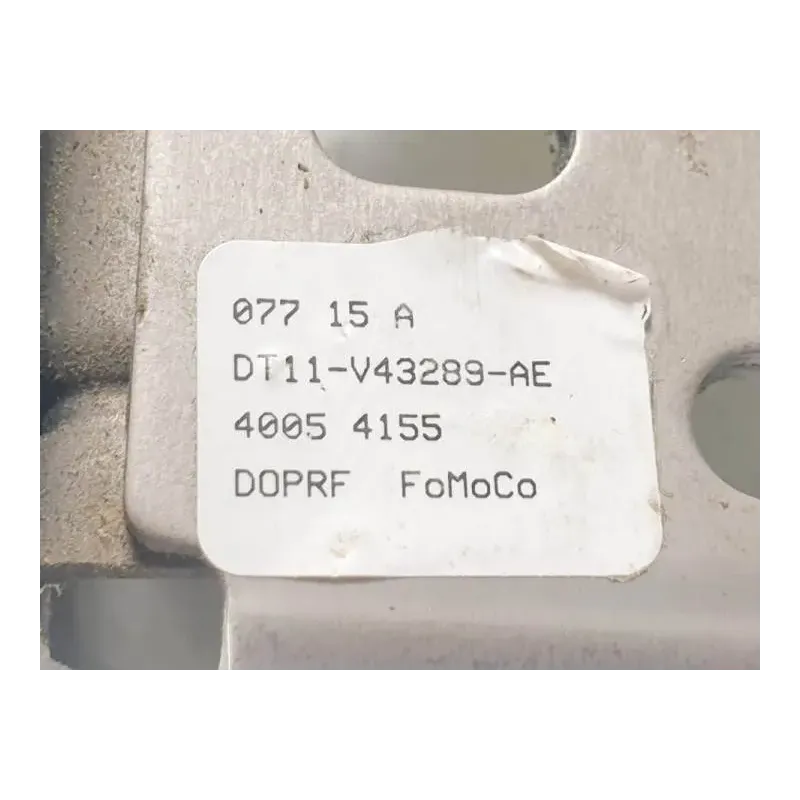 077 15 A
DT11-V43289-AE
4005 4155
DOPRF FoMoCo